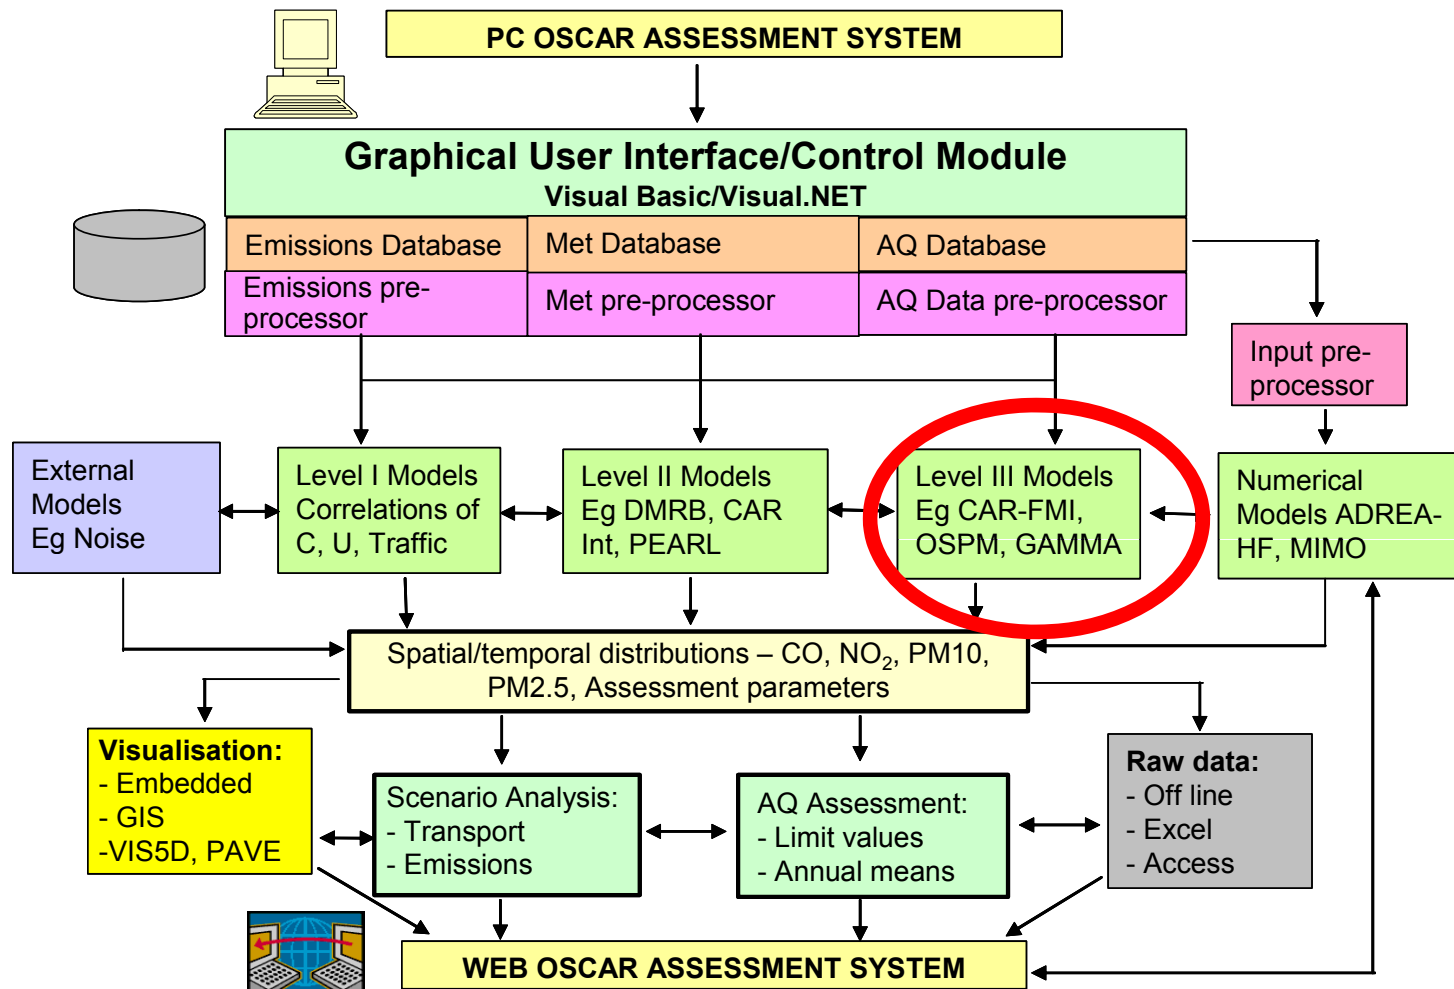 PC OSCAR ASSESSMENT SYSTEM
Graphical User Interface/Control Module
Visual Basic/Visual.NET
Emissions Database
Met Database
AQ Database
Emissions pre-
processor
Met pre-processor
AQ Data pre-processor
Input pre-
processor
External
Models
Eg Noise
Level I Models
Correlations of
C, U, Traffic
Level II Models
Eg DMRB, CAR
Int, PEARL
Level III Models
Eg CAR-FMI,
OSPM, GAMMA
Numerical
Models ADREA-
HF, MIMO
Spatial/temporal distributions – CO, NO₂, PM10,
PM2.5, Assessment parameters
Visualisation:
- Embedded
- GIS
-VIS5D, PAVE
Scenario Analysis:
- Transport
- Emissions
AQ Assessment:
- Limit values
- Annual means
Raw data:
- Off line
- Excel
- Access
WEB OSCAR ASSESSMENT SYSTEM